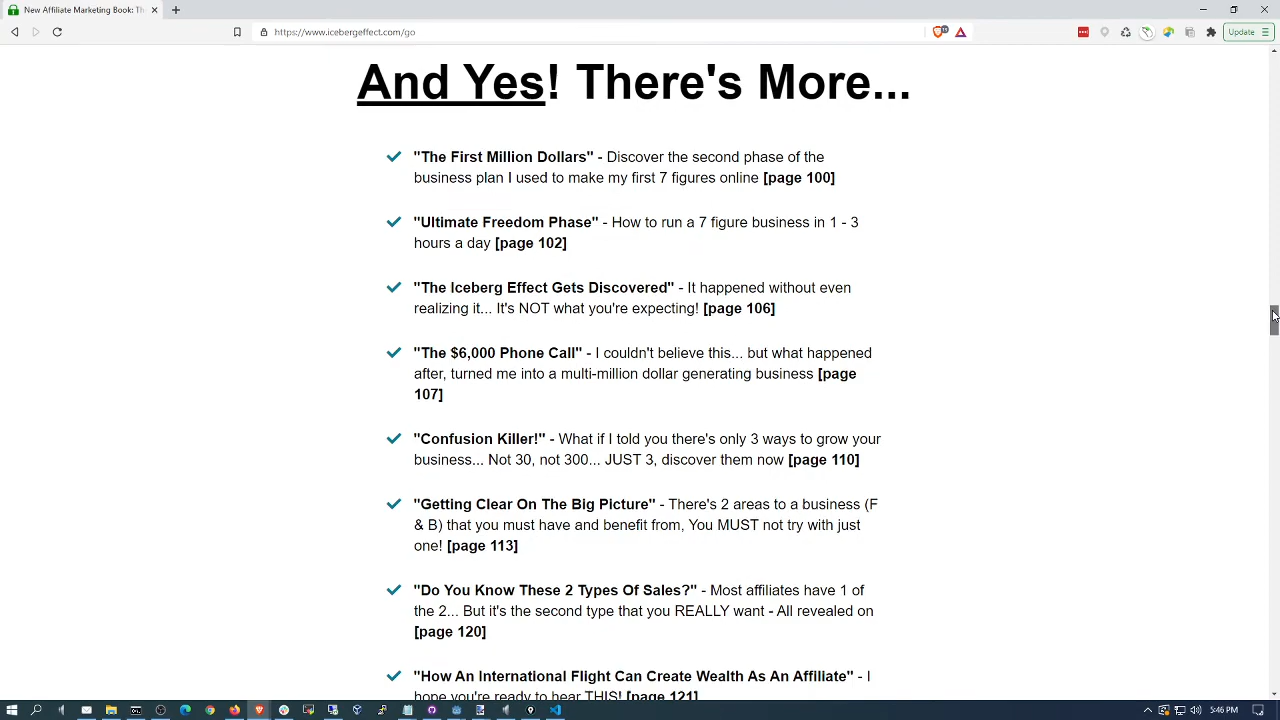 New Affiliate Marketing Book: Th
https://www.icebergeffect.com/go
Update
And Yes! There's More...
"The First Million Dollars" - Discover the second phase of the
business plan I used to make my first 7 figures online [page 100]
"Ultimate Freedom Phase" - How to run a 7 figure business in 1 - 3
hours a day [page 102]
"The Iceberg Effect Gets Discovered" - It happened without even
realizing it... It's NOT what you're expecting! [page 106]
"The $6,000 Phone Call" - I couldn't believe this... but what happened
after, turned me into a multi-million dollar generating business [page
107]
"Confusion Killer!" - What if I told you there's only 3 ways to grow your
business... Not 30, not 300... JUST 3, discover them now [page 110]
"Getting Clear On The Big Picture" - There's 2 areas to a business (F
& B) that you must have and benefit from, You MUST not try with just
one! [page 113]
"Do You Know These 2 Types Of Sales?" - Most affiliates have 1 of
the 2... But it's the second type that you REALLY want - All revealed on
[page 120]
"How An International Flight Can Create Wealth As An Affiliate" - I
hope you're ready to hear THIS! [page 121]
5:46 PM